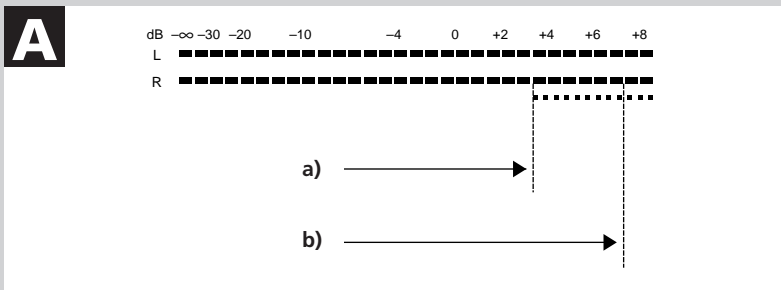 A
dB –∞ –30 –20 –10 –4 0 +2 +4 +6 +8
L
R
a)
b)